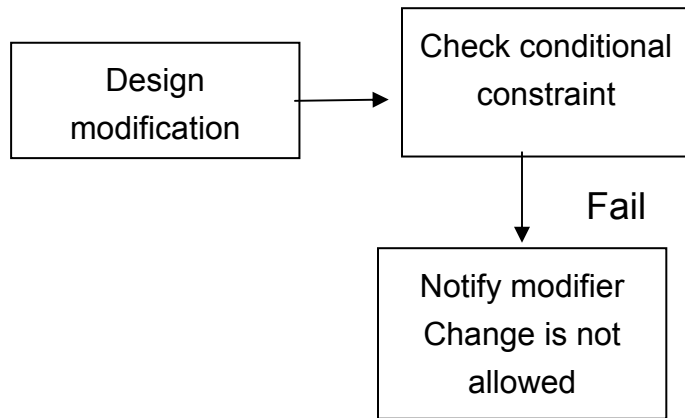 Design
modification
Check conditional
constraint
Fail
Notify modifier
Change is not
allowed